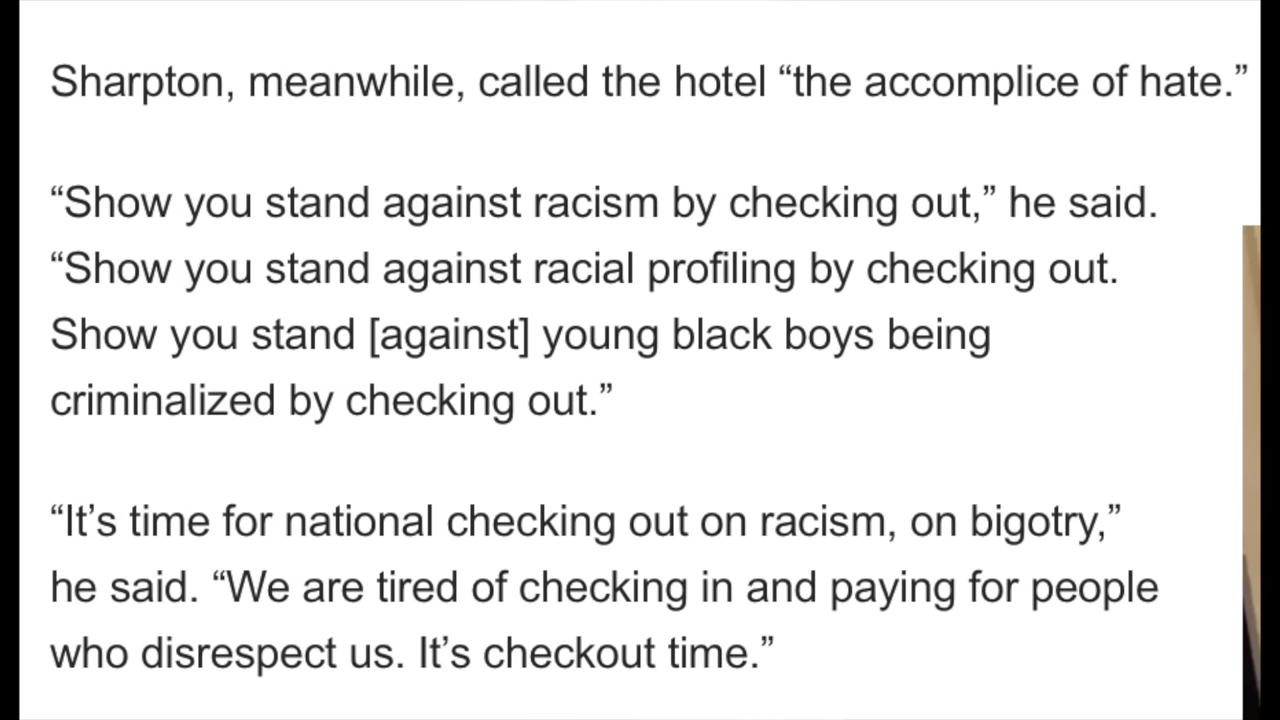 Sharpton, meanwhile, called the hotel “the accomplice of hate.”
“Show you stand against racism by checking out,” he said.
“Show you stand against racial profiling by checking out.
Show you stand [against] young black boys being
criminalized by checking out.”
“It’s time for national checking out on racism, on bigotry,”
he said. “We are tired of checking in and paying for people
who disrespect us. It’s checkout time.”